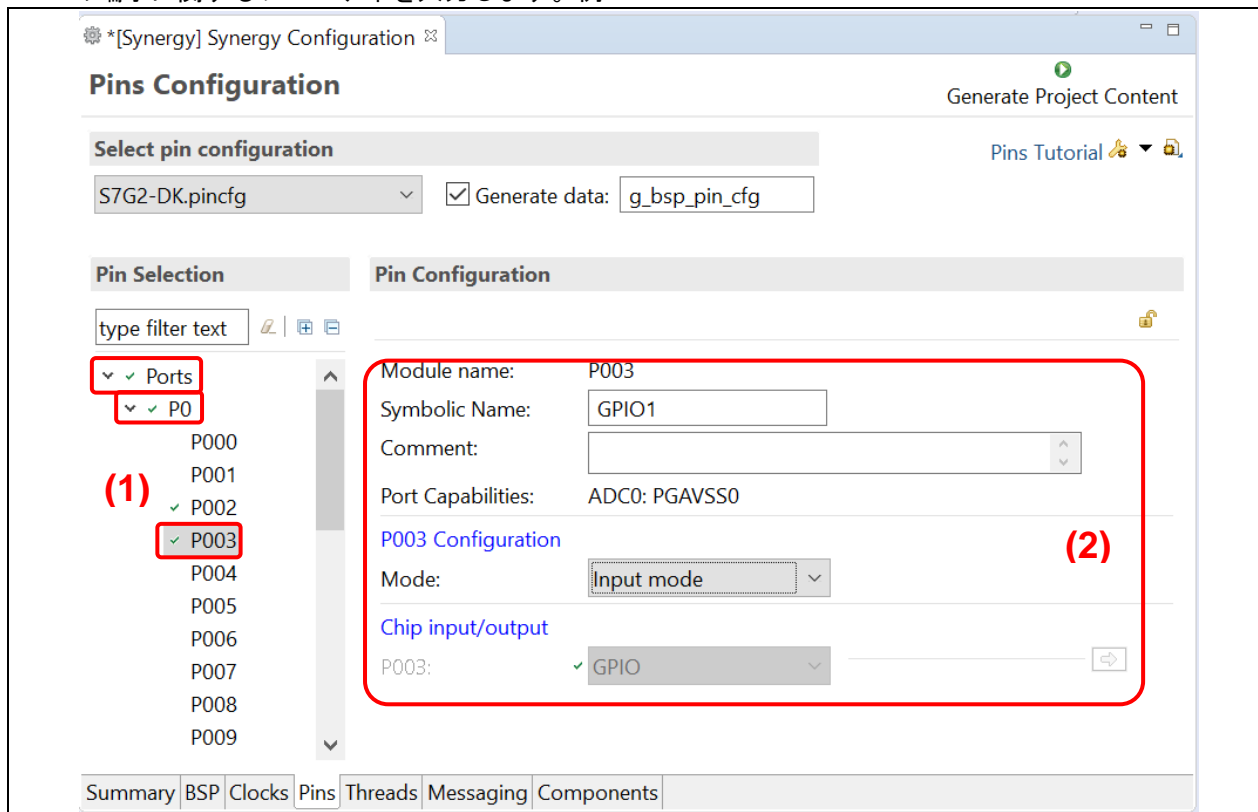 *[Synergy] Synergy Configuration
Pins Configuration
Generate Project Content
Select pin configuration
Pins Tutorial
S7G2-DK.pincfg
Generate data: g_bsp_pin_cfg
Pin Selection
Pin Configuration
type filter text
Ports
P0
P000
P001
(1)
P002
P003
P004
P005
P006
P007
P008
P009
Module name: P003
Symbolic Name: GPIO1
Comment:
Port Capabilities: ADC0: PGAVSS0
P003 Configuration
(2)
Mode: Input mode
Chip input/output
P003: GPIO
Summary BSP Clocks Pins Threads Messaging Components